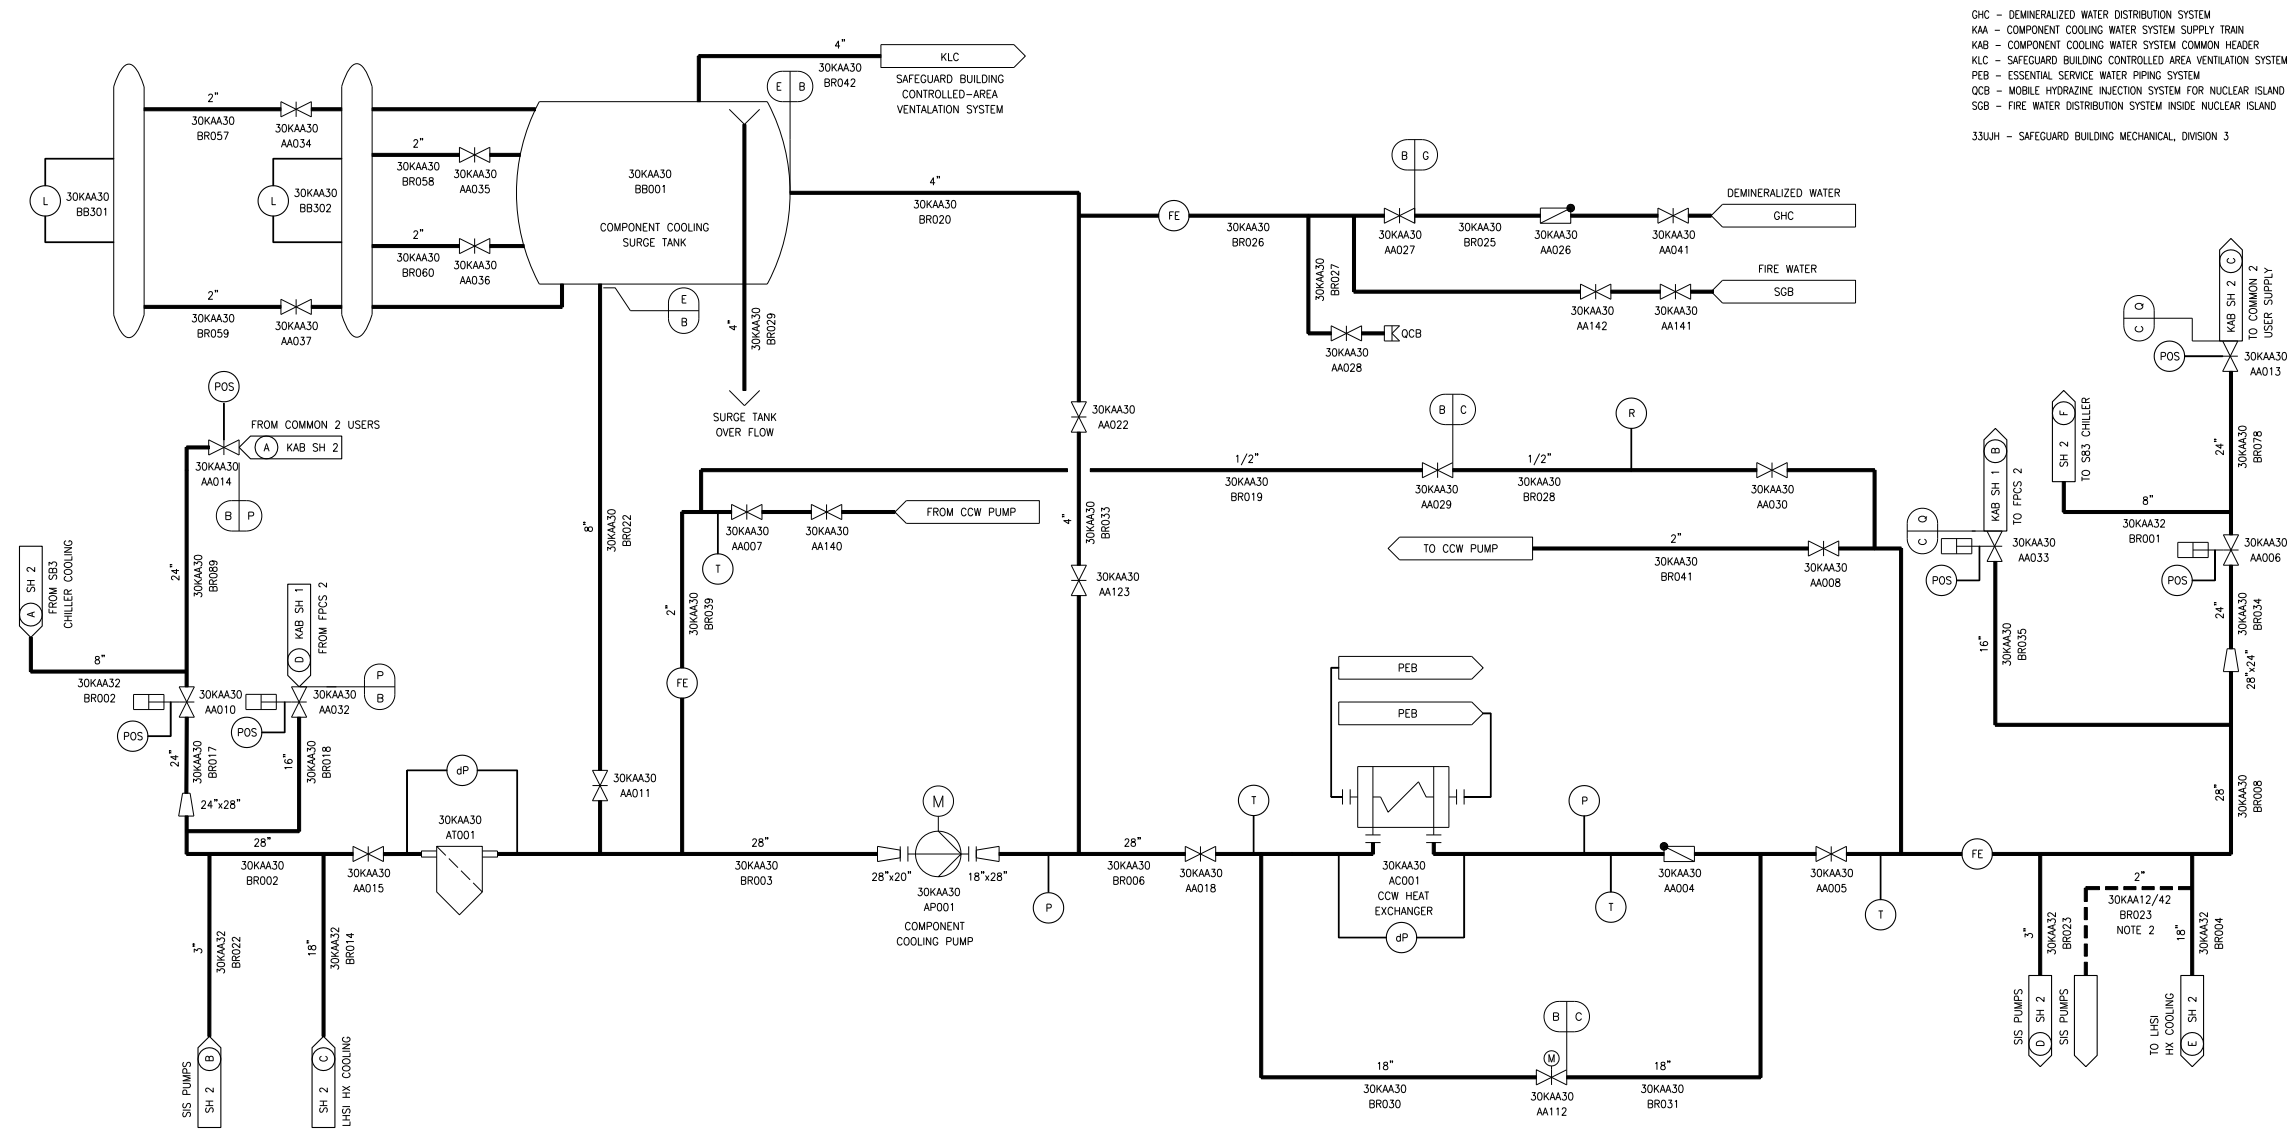 GHC – DEMINERALIZED WATER DISTRIBUTION SYSTEM
KAA – COMPONENT COOLING WATER SYSTEM SUPPLY TRAIN
KAB – COMPONENT COOLING WATER SYSTEM COMMON HEADER
KLC – SAFEGUARD BUILDING CONTROLLED AREA VENTILATION SYSTEM
PEB – ESSENTIAL SERVICE WATER PIPING SYSTEM
QCB – MOBILE HYDRAZINE INJECTION SYSTEM FOR NUCLEAR ISLAND
SGB – FIRE WATER DISTRIBUTION SYSTEM INSIDE NUCLEAR ISLAND
33UJH – SAFEGUARD BUILDING MECHANICAL, DIVISION 3
4"
30KAA30
BR042
KLC
SAFEGUARD BUILDING
CONTROLLED–AREA
VENTALATION SYSTEM
E B
2"
30KAA30
BR057
30KAA30
AA034
2"
30KAA30
BR058
30KAA30
AA035
L
30KAA30
BB301
L
30KAA30
BB302
2"
30KAA30
BR060
30KAA30
AA036
2"
30KAA30
BR059
30KAA30
AA037
30KAA30
BB001
COMPONENT COOLING
SURGE TANK
E
B
4"
30KAA30
BR029
SURGE TANK
OVER FLOW
4"
30KAA30
BR020
FE
30KAA30
BR026
B G
30KAA30
AA027
30KAA30
BR025
30KAA30
AA026
30KAA30
AA041
DEMINERALIZED WATER
GHC
FIRE WATER
SGB
30KAA30
AA142
30KAA30
AA141
30KAA30
BR027
30KAA30
AA028
QCB
POS
FROM COMMON 2 USERS
A KAB SH 2
30KAA30
AA014
B P
24"
30KAA30
BR089
A SH 2
FROM SB3
CHILLER COOLING
8"
30KAA32
BR002
30KAA30
AA010
POS
24"
30KAA30
BR017
24"x28"
D KAB SH 1
FROM FPCS 2
30KAA30
AA032
P
B
POS
16"
30KAA30
BR018
28"
30KAA30
BR002
30KAA30
AA015
dP
30KAA30
AT001
3"
30KAA32
BR022
SIS PUMPS
SH 2 B
18"
30KAA32
BR014
SH 2 C
LHSI HX COOLING
8"
30KAA30
BR022
30KAA30
AA011
2"
30KAA30
BR039
FE
T
30KAA30
AA007
30KAA30
AA140
FROM CCW PUMP
28"
30KAA30
BR003
28"x20"
M
18"x28"
30KAA30
AP001
COMPONENT
COOLING PUMP
P
30KAA30
AA022
4"
30KAA30
BR033
30KAA30
AA123
28"
30KAA30
BR006
30KAA30
AA018
T
1/2"
30KAA30
BR019
B C
30KAA30
AA029
1/2"
30KAA30
BR028
R
30KAA30
AA030
TO CCW PUMP
2"
30KAA30
BR041
30KAA30
AA008
PEB
PEB
30KAA30
AC001
CCW HEAT
EXCHANGER
dP
P
T
30KAA30
AA004
30KAA30
AA005
T
FE
18"
30KAA30
BR030
B C
M
30KAA30
AA112
18"
30KAA30
BR031
C Q
POS
KAB SH 2 C
TO COMMON 2
USER SUPPLY
30KAA30
AA013
SH 2 F
TO SB3 CHILLER
24"
30KAA30
BR078
8"
30KAA32
BR001
KAB SH 1 B
TO FPCS 2
C Q
30KAA30
AA033
POS
16"
30KAA30
BR035
30KAA30
AA006
POS
24"
30KAA30
BR034
28"x24"
28"
30KAA30
BR008
3"
30KAA32
BR023
SIS PUMPS
D SH 2
SIS PUMPS
2"
30KAA12/42
BR023
NOTE 2
18"
30KAA32
BR004
TO LHSI
HX COOLING
E SH 2